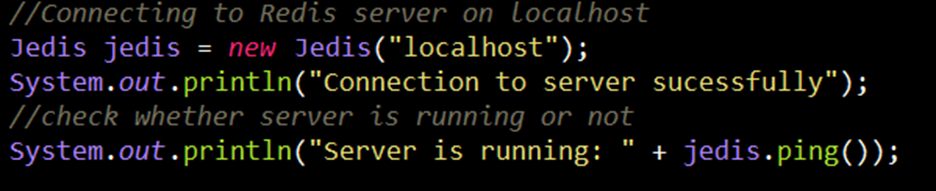 //Connecting to Redis server on localhost
Jedis jedis = new Jedis("localhost");
System.out.println("Connection to server sucessfully");
//check whether server is running or not
System.out.println("Server is running: " + jedis.ping());